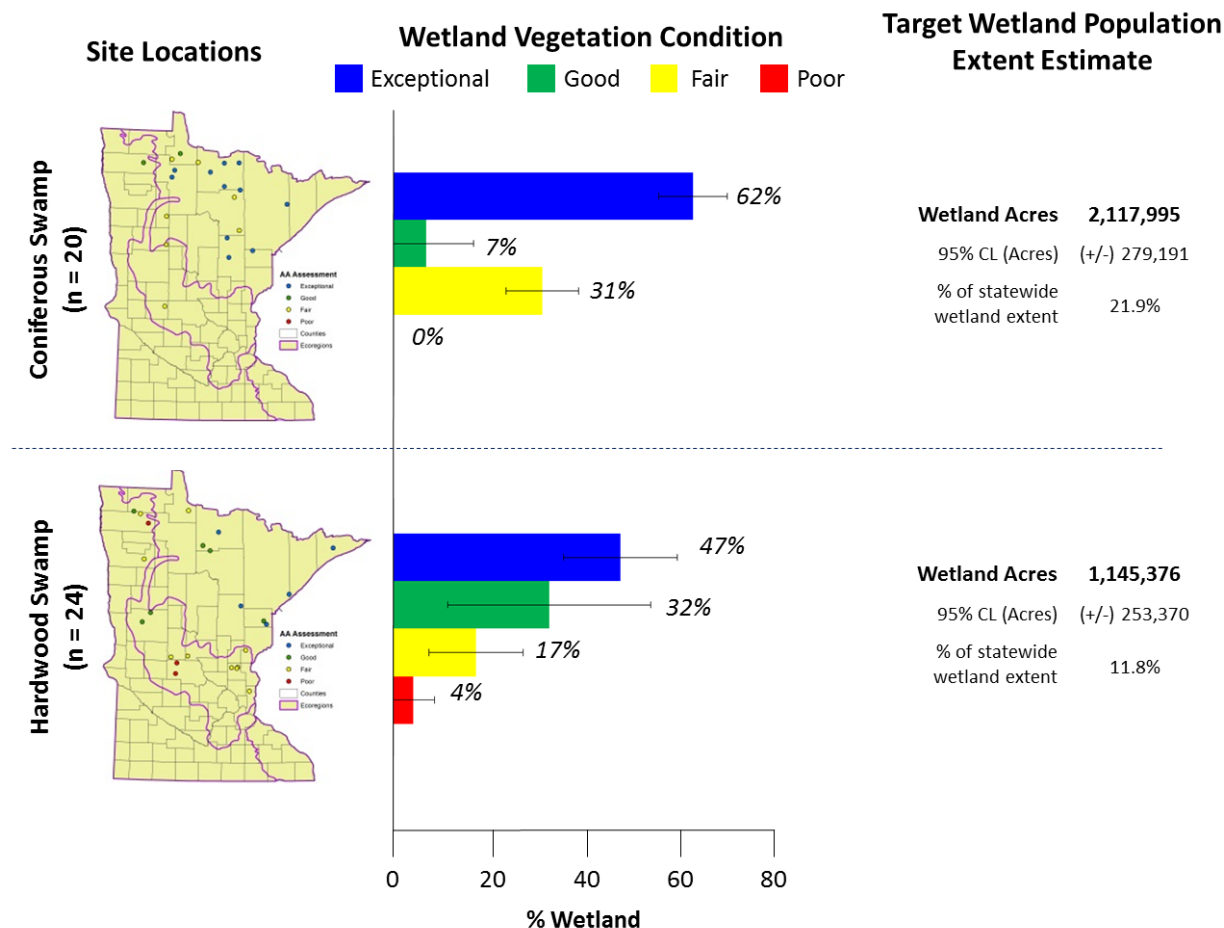 Site Locations
Wetland Vegetation Condition
Exceptional Good Fair Poor
Target Wetland Population
Extent Estimate
Coniferous Swamp
(n = 20)
AA Assessment
Exceptional
Good
Fair
Poor
Counties
Ecoregions
62%
7%
31%
0%
Wetland Acres 2,117,995
95% CL (Acres) (+/-) 279,191
% of statewide
wetland extent 21.9%
Hardwood Swamp
(n = 24)
AA Assessment
Exceptional
Good
Fair
Poor
Counties
Ecoregions
47%
32%
17%
4%
Wetland Acres 1,145,376
95% CL (Acres) (+/-) 253,370
% of statewide
wetland extent 11.8%
0 20 40 60 80
% Wetland